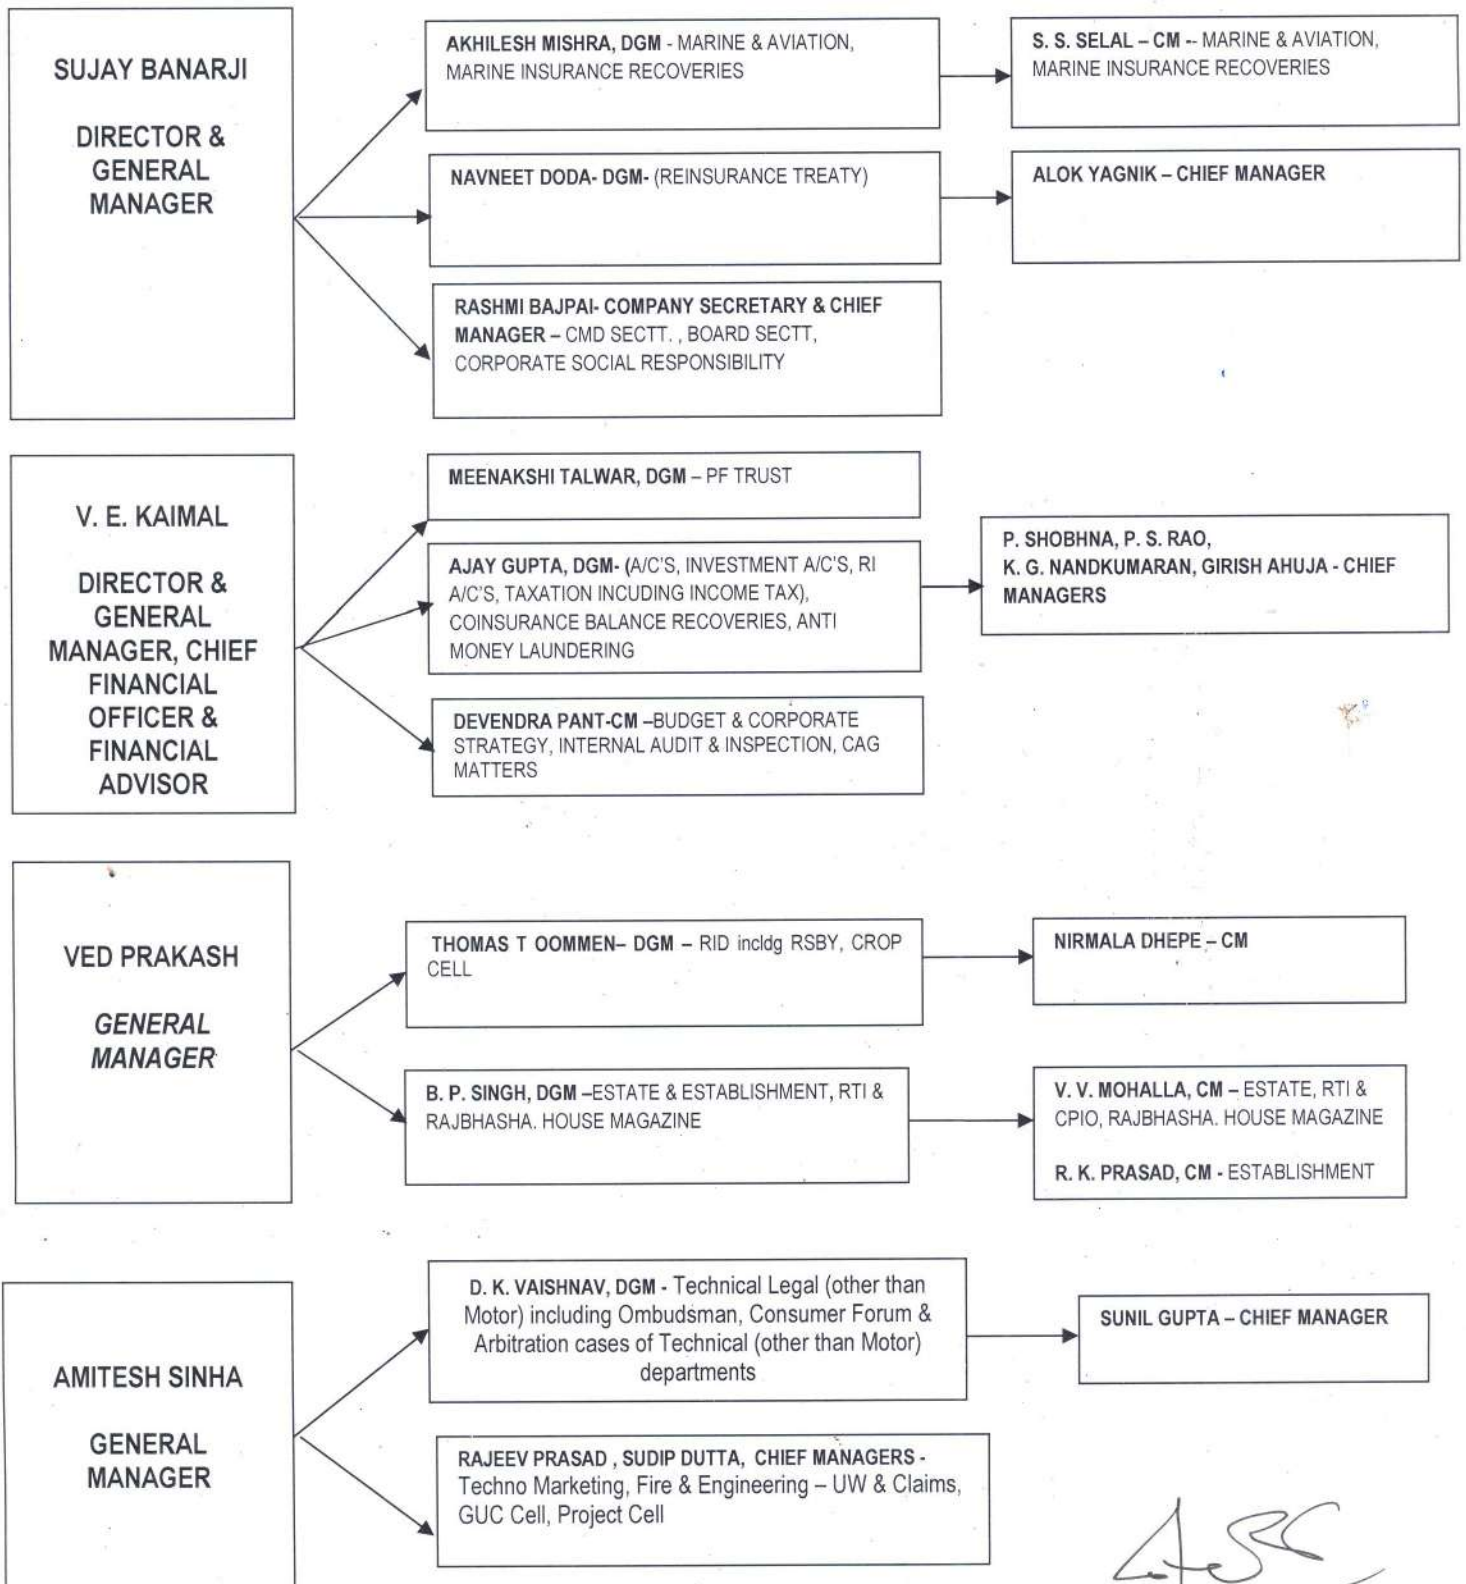 SUJAY BANARJI
DIRECTOR &
GENERAL
MANAGER
AKHILESH MISHRA, DGM - MARINE & AVIATION,
MARINE INSURANCE RECOVERIES
S. S. SELAL – CM -- MARINE & AVIATION,
MARINE INSURANCE RECOVERIES
NAVNEET DODA- DGM- (REINSURANCE TREATY)
ALOK YAGNIK – CHIEF MANAGER
RASHMI BAJPAI- COMPANY SECRETARY & CHIEF
MANAGER – CMD SECTT. , BOARD SECTT,
CORPORATE SOCIAL RESPONSIBILITY
V. E. KAIMAL
DIRECTOR &
GENERAL
MANAGER, CHIEF
FINANCIAL
OFFICER &
FINANCIAL
ADVISOR
MEENAKSHI TALWAR, DGM – PF TRUST
AJAY GUPTA, DGM- (A/C'S, INVESTMENT A/C'S, RI
A/C'S, TAXATION INCUDING INCOME TAX),
COINSURANCE BALANCE RECOVERIES, ANTI
MONEY LAUNDERING
P. SHOBHNA, P. S. RAO,
K. G. NANDKUMARAN, GIRISH AHUJA - CHIEF
MANAGERS
DEVENDRA PANT-CM –BUDGET & CORPORATE
STRATEGY, INTERNAL AUDIT & INSPECTION, CAG
MATTERS
VED PRAKASH
GENERAL
MANAGER
THOMAS T OOMMEN– DGM – RID incldg RSBY, CROP
CELL
NIRMALA DHEPE – CM
B. P. SINGH, DGM –ESTATE & ESTABLISHMENT, RTI &
RAJBHASHA. HOUSE MAGAZINE
V. V. MOHALLA, CM – ESTATE, RTI &
CPIO, RAJBHASHA. HOUSE MAGAZINE
R. K. PRASAD, CM - ESTABLISHMENT
AMITESH SINHA
GENERAL
MANAGER
D. K. VAISHNAV, DGM - Technical Legal (other than
Motor) including Ombudsman, Consumer Forum &
Arbitration cases of Technical (other than Motor)
departments
SUNIL GUPTA – CHIEF MANAGER
RAJEEV PRASAD , SUDIP DUTTA, CHIEF MANAGERS -
Techno Marketing, Fire & Engineering – UW & Claims,
GUC Cell, Project Cell